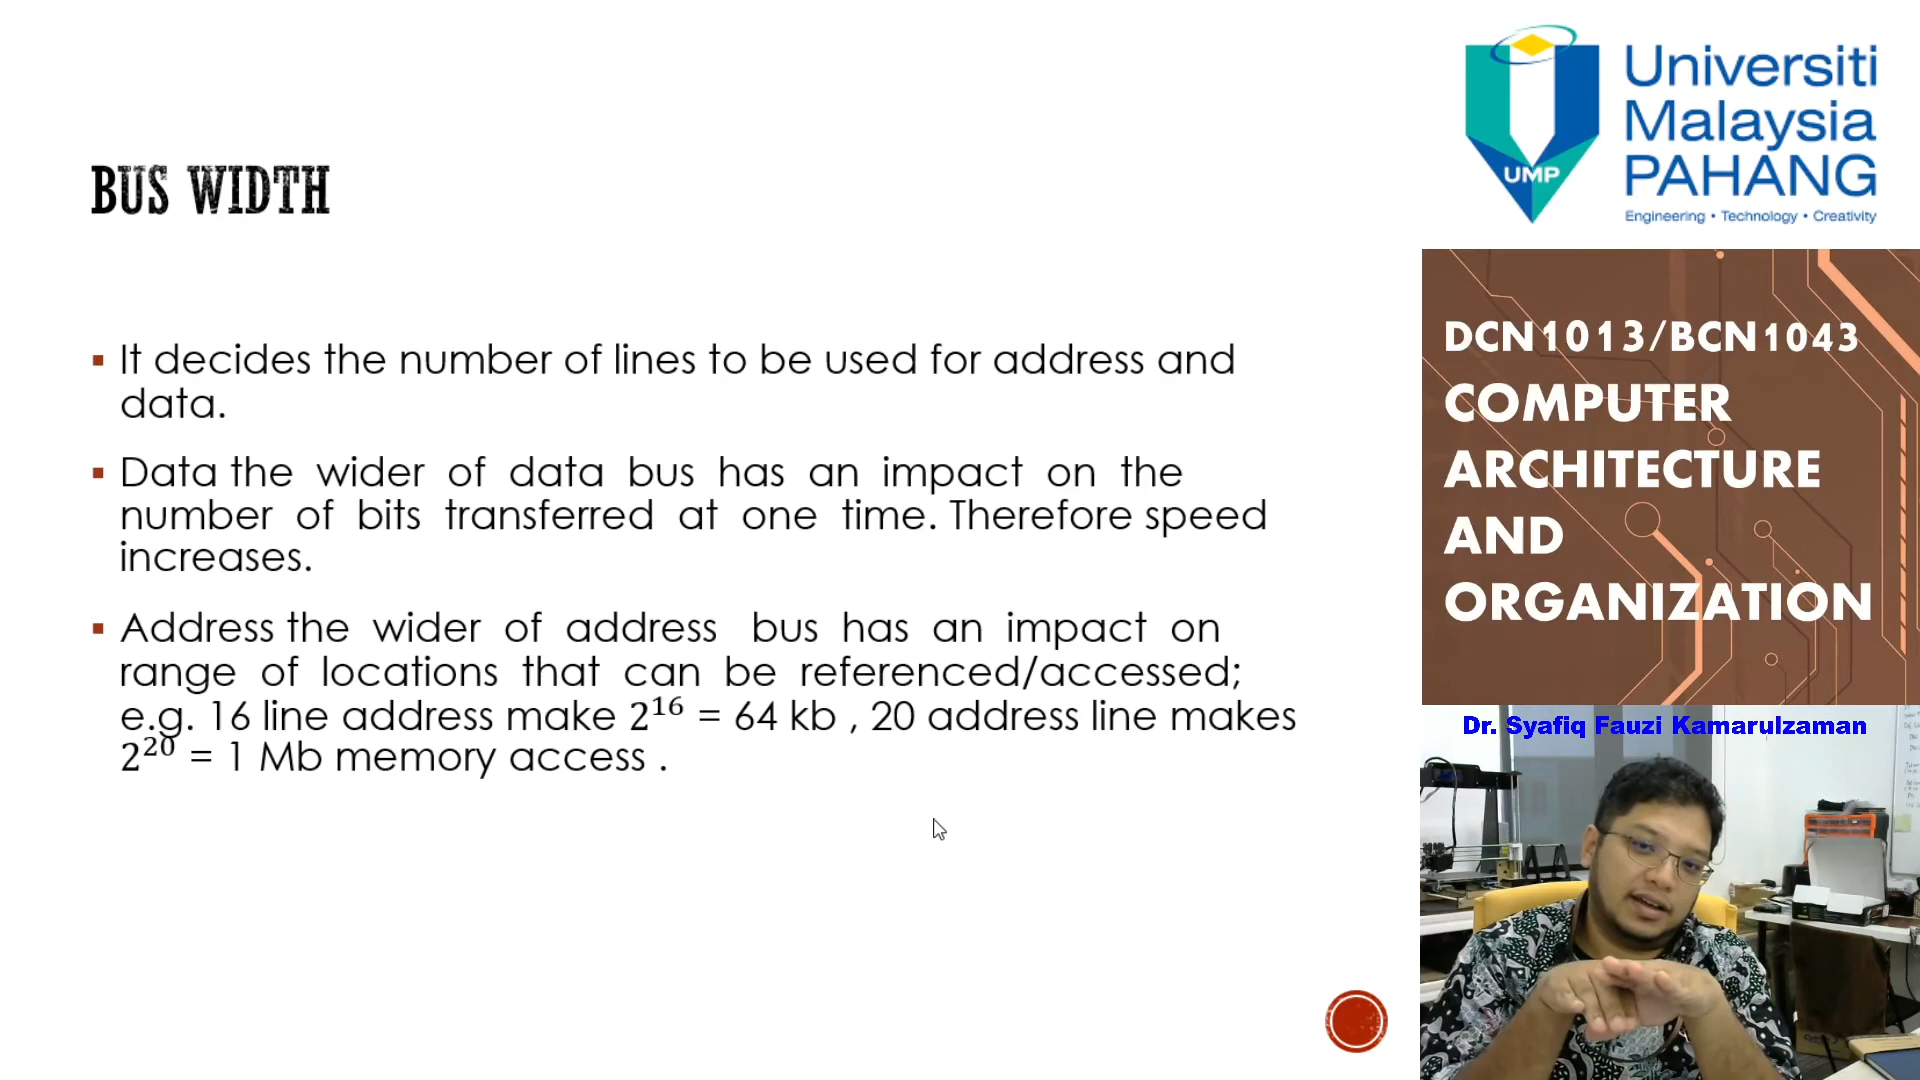 BUS WIDTH
It decides the number of lines to be used for address and
data.
Data the wider of data bus has an impact on the
number of bits transferred at one time. Therefore speed
increases.
Address the wider of address bus has an impact on
range of locations that can be referenced/accessed;
e.g. 16 line address make 2¹⁶ = 64 kb , 20 address line makes
2²⁰ = 1 Mb memory access .
UMP
Universiti
Malaysia
PAHANG
Engineering • Technology • Creativity
DCN1013/BCN1043
COMPUTER
ARCHITECTURE
AND
ORGANIZATION
Dr. Syafiq Fauzi Kamarulzaman